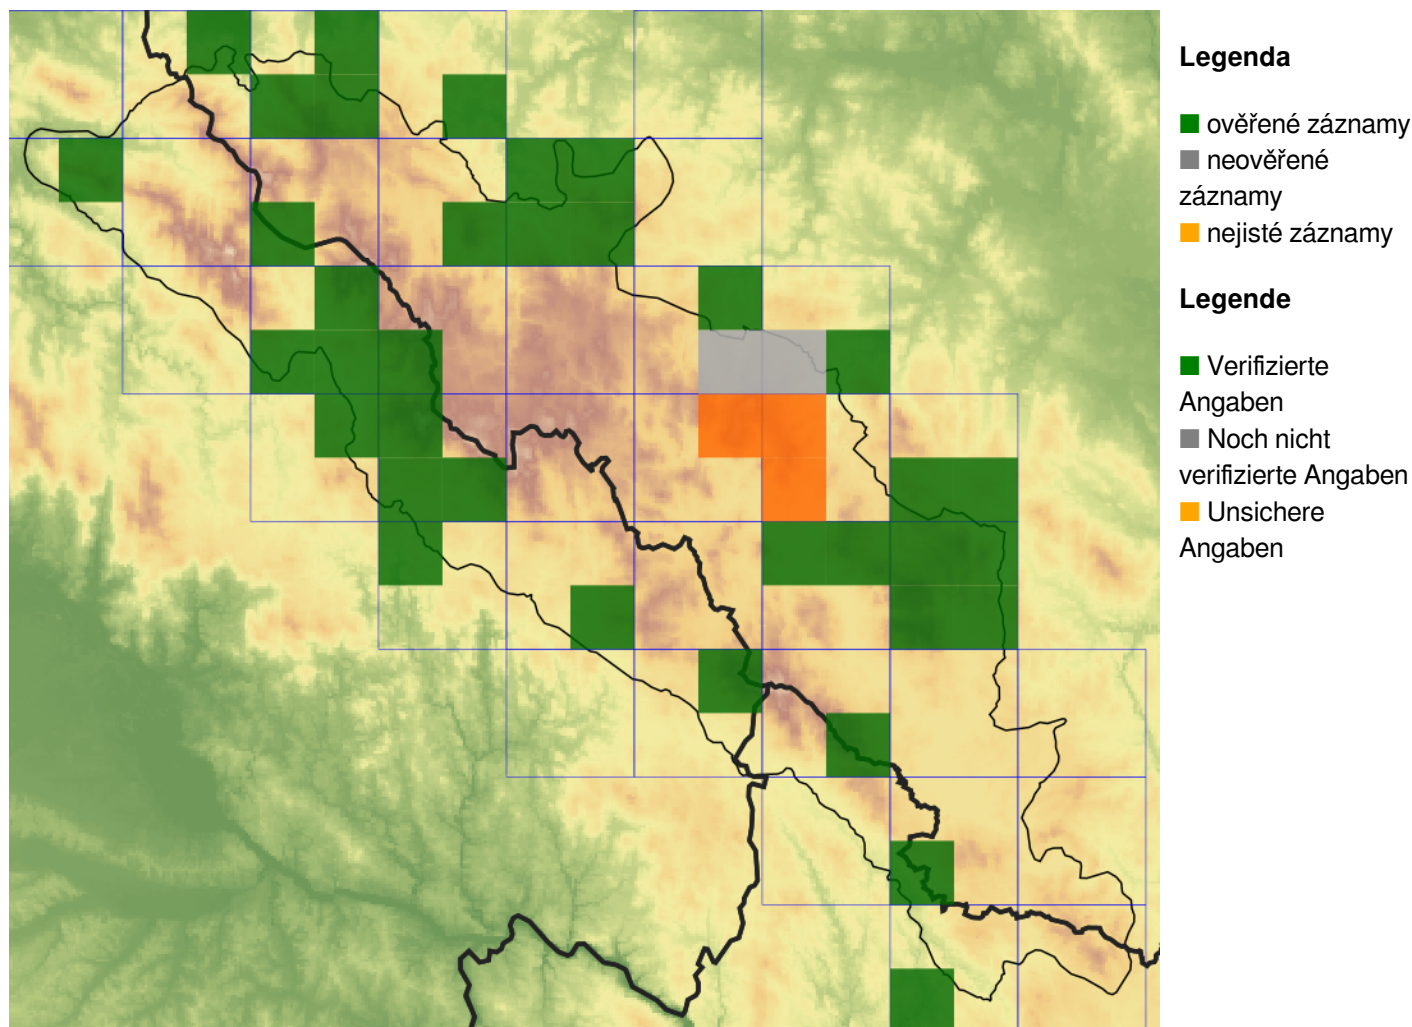 Legenda
ověřené záznamy
neověřené
záznamy
nejisté záznamy
Legende
Verifizierte
Angaben
Noch nicht
verifizierte Angaben
Unsichere
Angaben